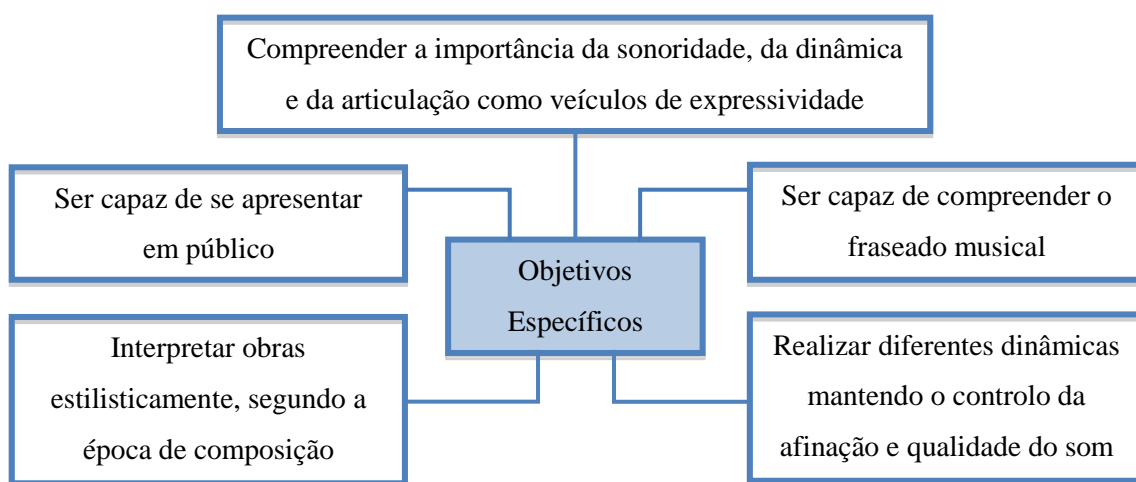 Compreender a importância da sonoridade, da dinâmica
e da articulação como veículos de expressividade
Ser capaz de se apresentar
em público
Ser capaz de compreender o
fraseado musical
Objetivos
Específicos
Interpretar obras
estilisticamente, segundo a
época de composição
Realizar diferentes dinâmicas
mantendo o controlo da
afinação e qualidade do som